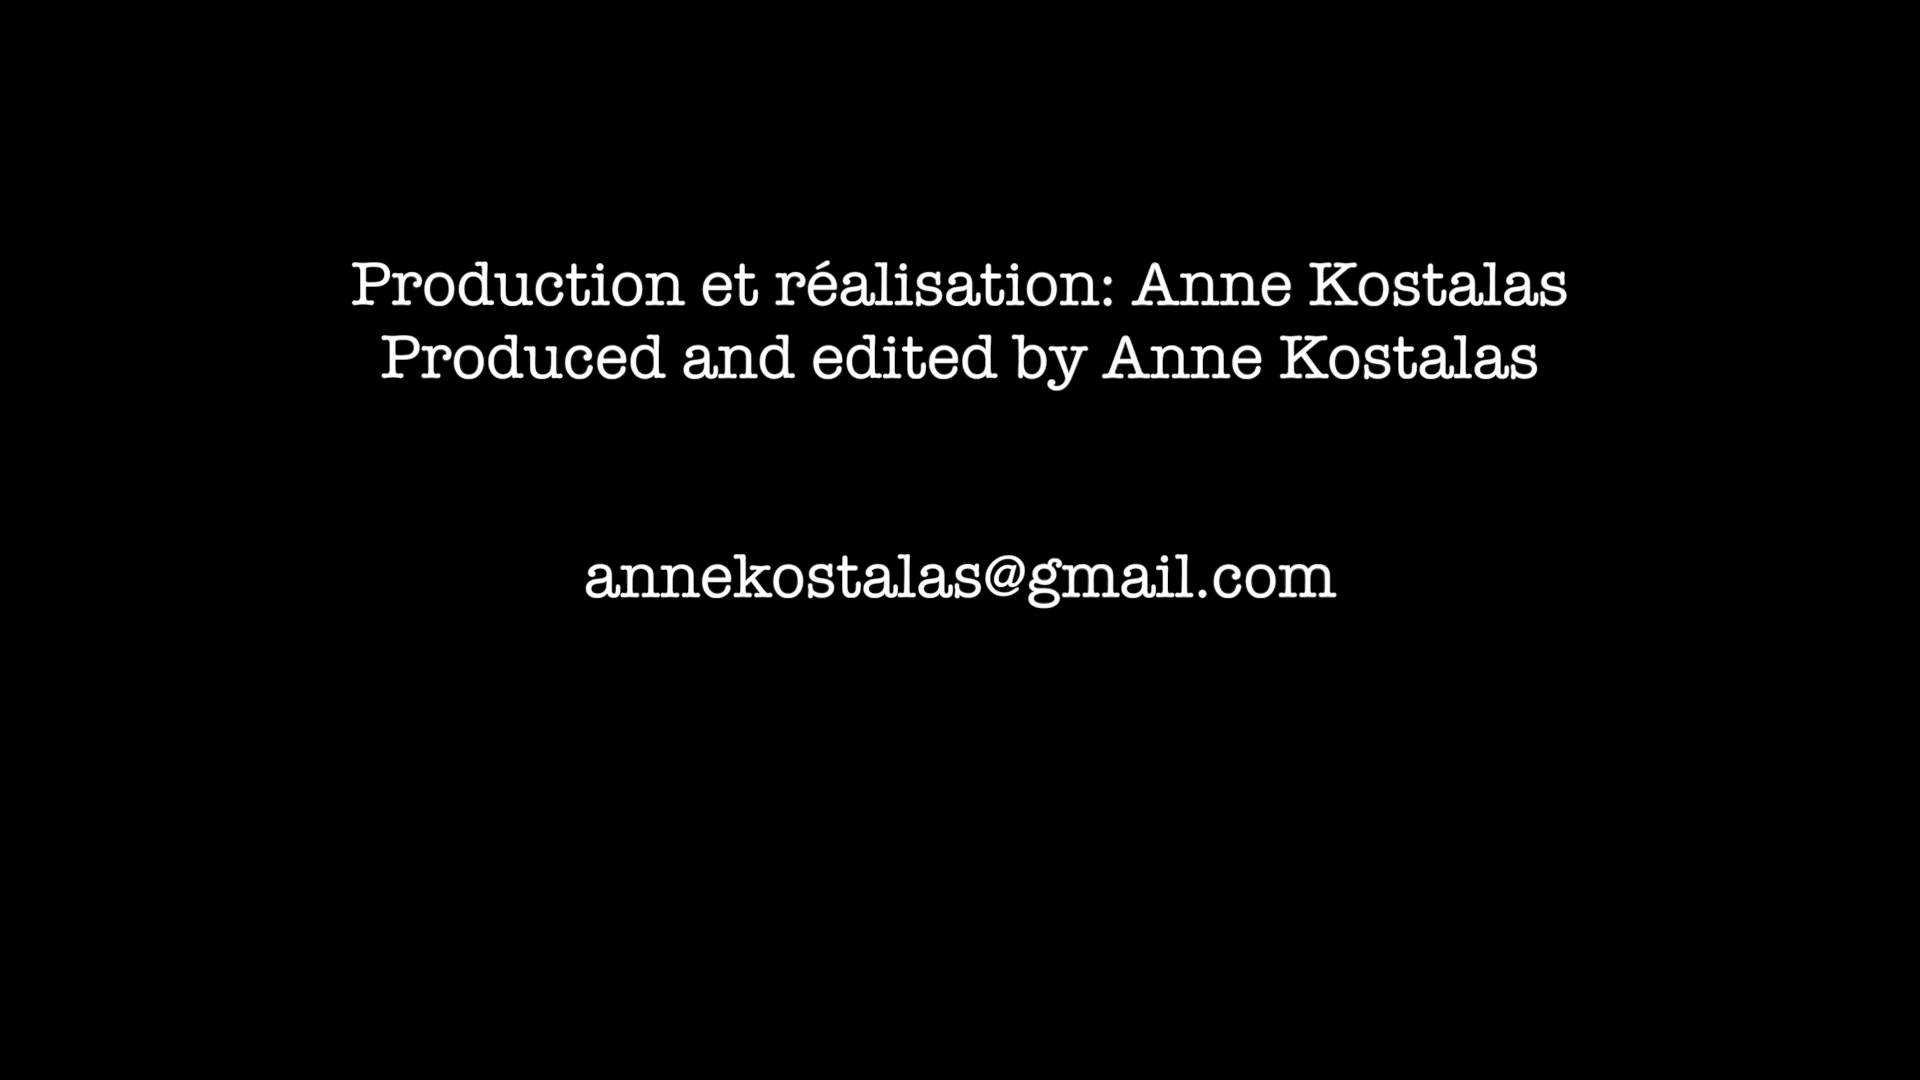 Production et réalisation: Anne Kostalas
Produced and edited by Anne Kostalas
annekostalas@gmail.com